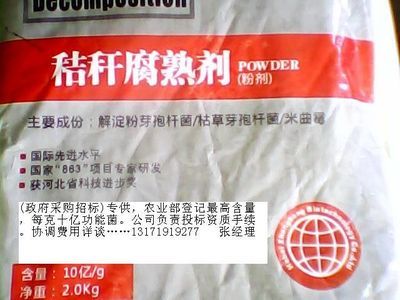 Decomposition
秸秆腐熟剂 POWDER
(粉剂)
主要成份：解淀粉芽孢杆菌/枯草芽孢杆菌/米曲霉
国际先进水平
国家"863"项目专家研发
获河北省科技进步奖
(政府采购招标)专供，农业部登记最高含量
，每克十亿功能菌。公司负责投标资质手续
。协调费用详谈……13171919277 张经理
含量：10亿/g
净重：2.0Kg